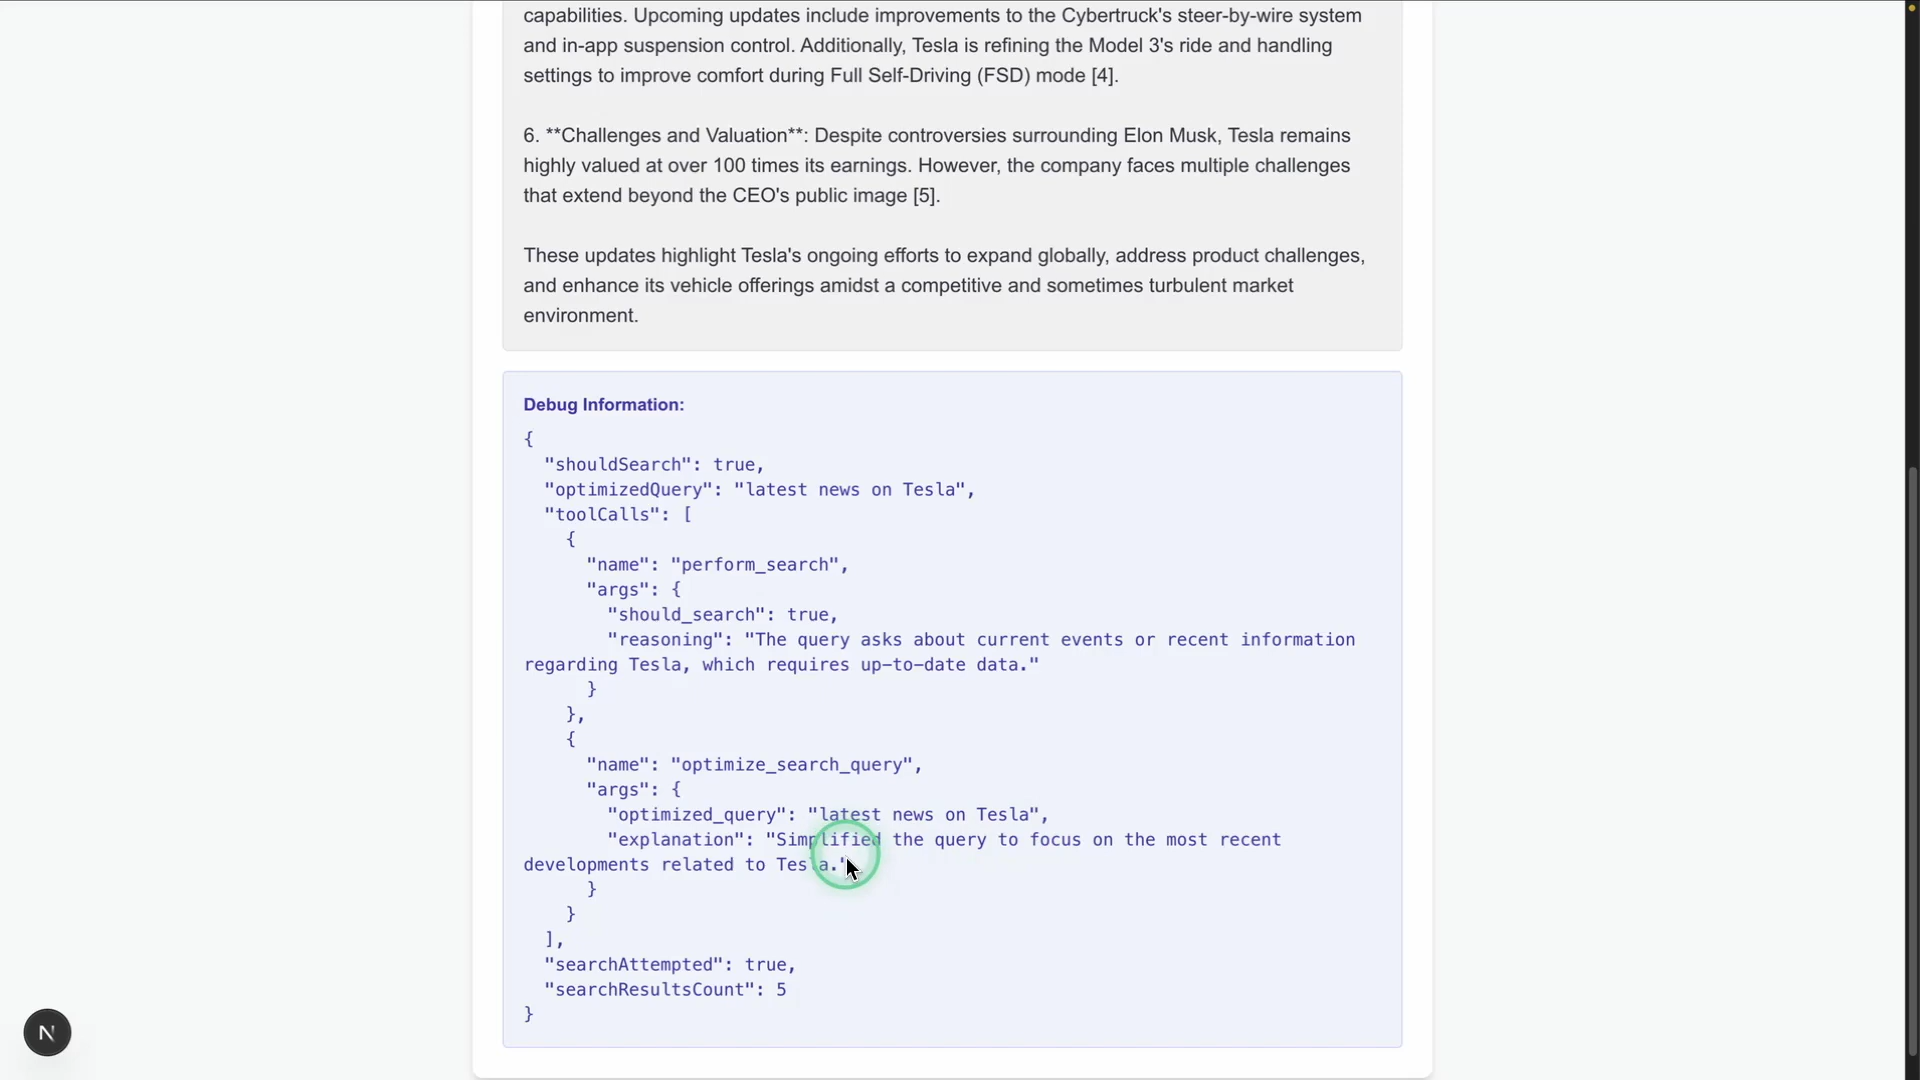 capabilities. Upcoming updates include improvements to the Cybertruck's steer-by-wire system
and in-app suspension control. Additionally, Tesla is refining the Model 3's ride and handling
settings to improve comfort during Full Self-Driving (FSD) mode [4].
6. **Challenges and Valuation**: Despite controversies surrounding Elon Musk, Tesla remains
highly valued at over 100 times its earnings. However, the company faces multiple challenges
that extend beyond the CEO's public image [5].
These updates highlight Tesla's ongoing efforts to expand globally, address product challenges,
and enhance its vehicle offerings amidst a competitive and sometimes turbulent market
environment.
Debug Information:
{
  "shouldSearch": true,
  "optimizedQuery": "latest news on Tesla",
  "toolCalls": [
    {
      "name": "perform_search",
      "args": {
        "should_search": true,
        "reasoning": "The query asks about current events or recent information
regarding Tesla, which requires up-to-date data."
      }
    },
    {
      "name": "optimize_search_query",
      "args": {
        "optimized_query": "latest news on Tesla",
        "explanation": "Simplified the query to focus on the most recent
developments related to Tesla."
      }
    }
  ],
  "searchAttempted": true,
  "searchResultsCount": 5
}
N